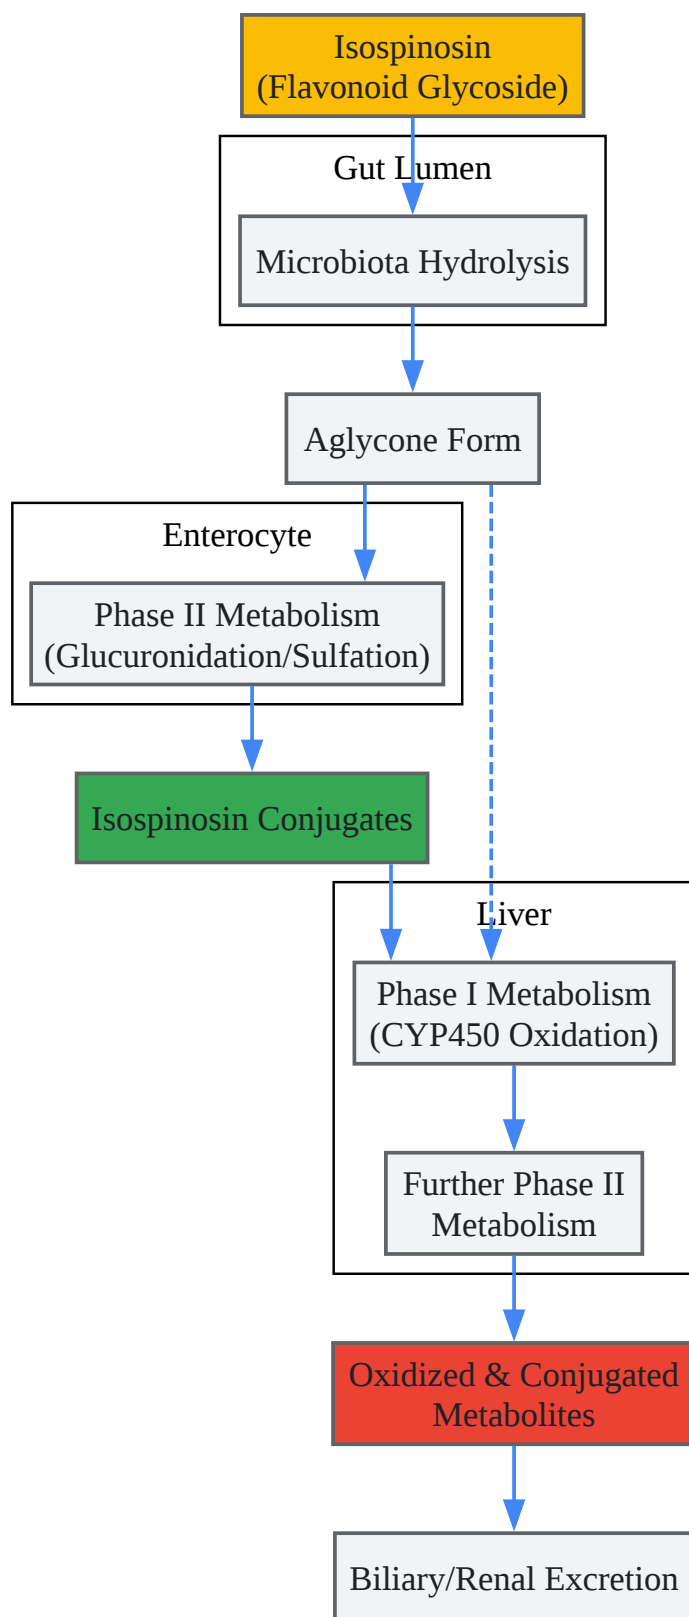 Isospinosin
(Flavonoid Glycoside)
Gut Lumen
Microbiota Hydrolysis
Aglycone Form
Enterocyte
Phase II Metabolism
(Glucuronidation/Sulfation)
Isospinosin Conjugates
Liver
Phase I Metabolism
(CYP450 Oxidation)
Further Phase II
Metabolism
Oxidized & Conjugated
Metabolites
Biliary/Renal Excretion